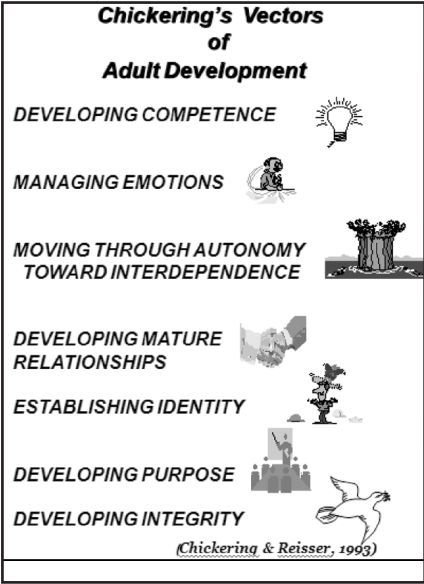 Chickering's Vectors
of
Adult Development
DEVELOPING COMPETENCE
MANAGING EMOTIONS
MOVING THROUGH AUTONOMY
TOWARD INTERDEPENDENCE
DEVELOPING MATURE
RELATIONSHIPS
ESTABLISHING IDENTITY
DEVELOPING PURPOSE
DEVELOPING INTEGRITY
(Chickering & Reisser, 1993)